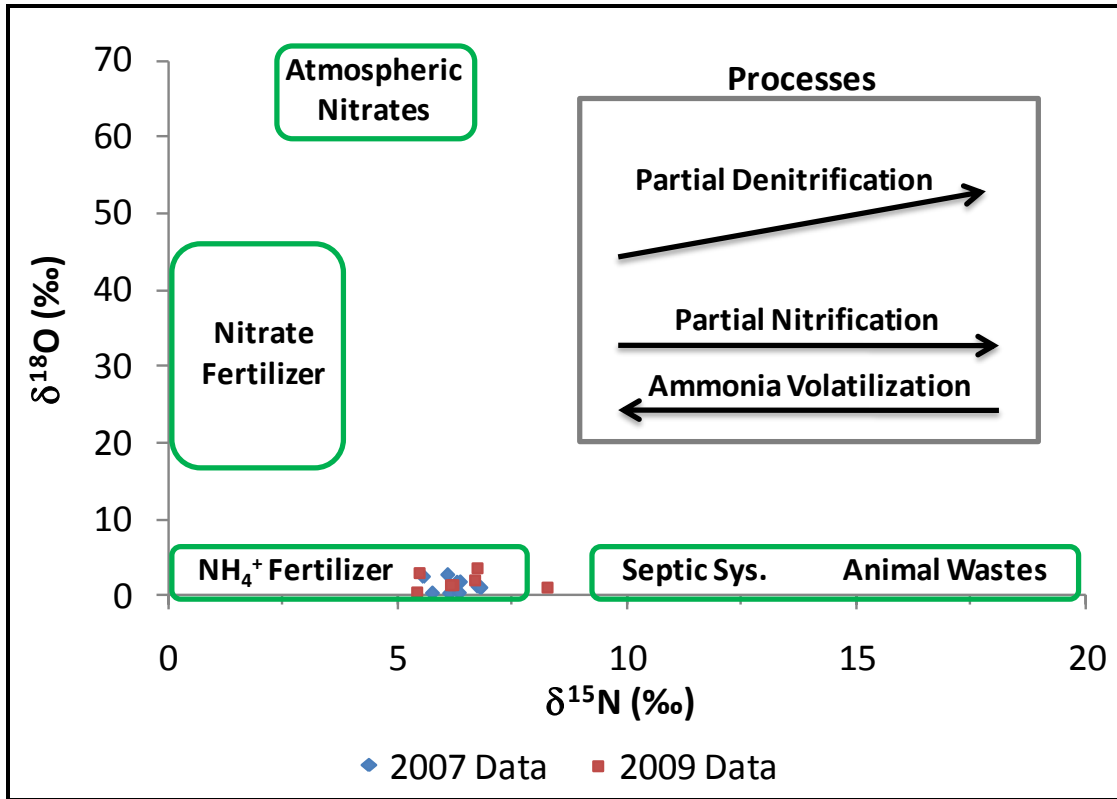 70
60
50
40
30
20
10
0
δ¹⁸O (‰)
Atmospheric
Nitrates
Nitrate
Fertilizer
Processes
Partial Denitrification
Partial Nitrification
Ammonia Volatilization
NH₄⁺ Fertilizer
Septic Sys. Animal Wastes
0 5 10 15 20
δ¹⁵N (‰)
2007 Data 2009 Data